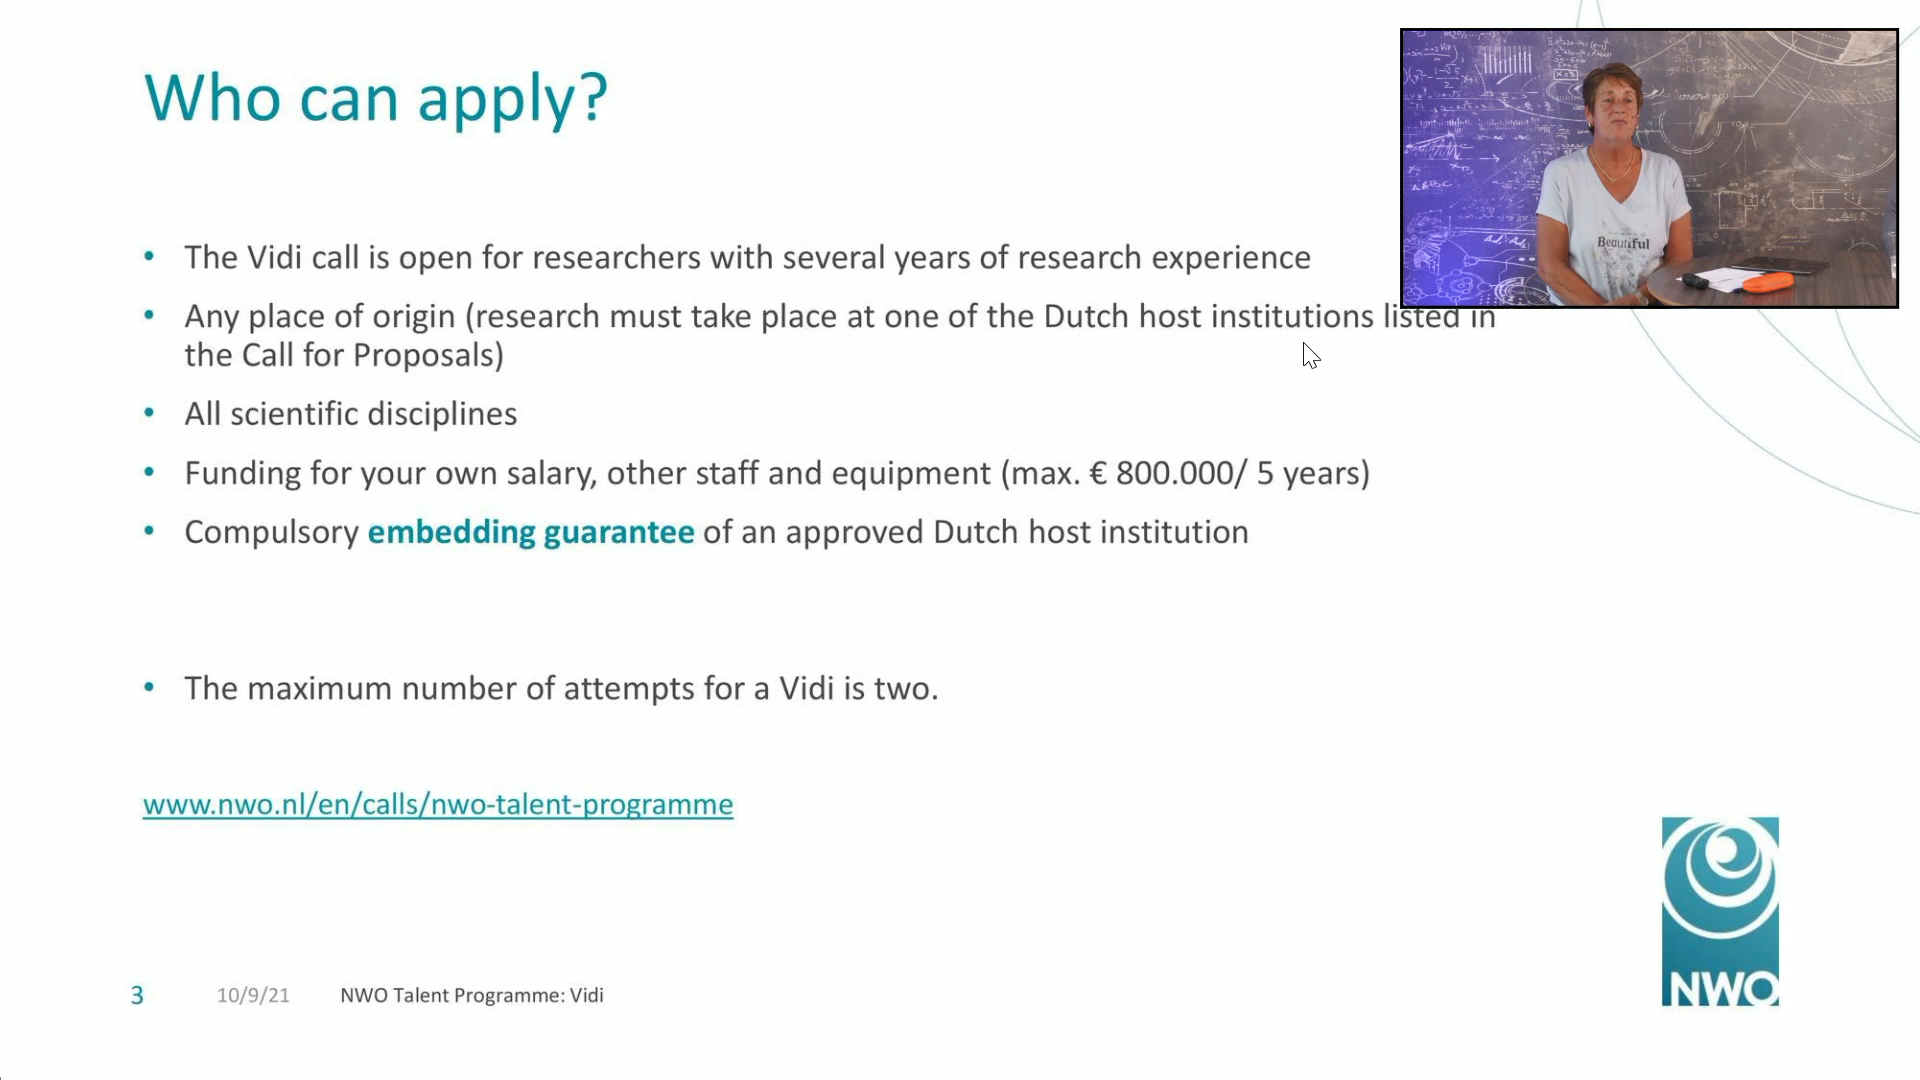 Who can apply?
• The Vidi call is open for researchers with several years of research experience
• Any place of origin (research must take place at one of the Dutch host institutions listed in
the Call for Proposals)
• All scientific disciplines
• Funding for your own salary, other staff and equipment (max. € 800.000/ 5 years)
• Compulsory embedding guarantee of an approved Dutch host institution
• The maximum number of attempts for a Vidi is two.
www.nwo.nl/en/calls/nwo-talent-programme
3 10/9/21 NWO Talent Programme: Vidi
NWO
Beautiful